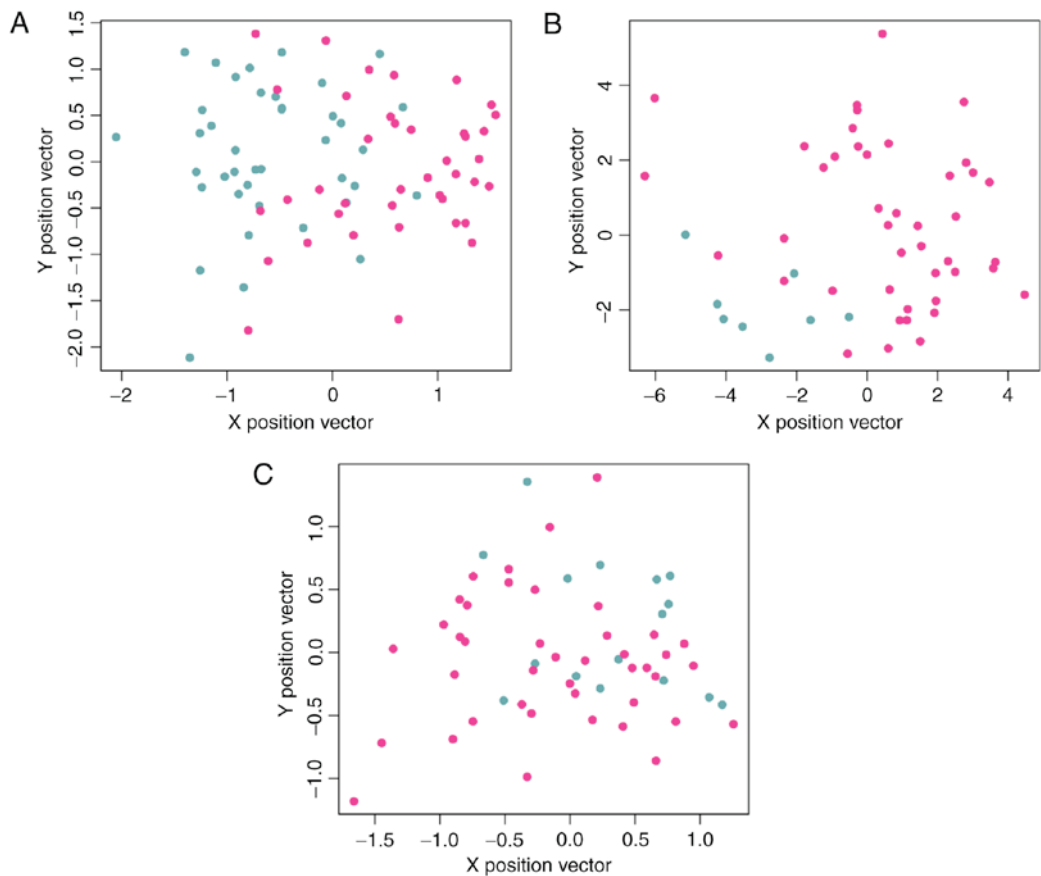 A
Y position vector
1.5
1.0
0.5
0.0
−0.5
−1.0
−1.5
−2.0
−2 −1 0 1
X position vector
B
Y position vector
4
2
0
−2
−6 −4 −2 0 2 4
X position vector
C
Y position vector
1.0
0.5
0.0
−0.5
−1.0
−1.5 −1.0 −0.5 0.0 0.5 1.0
X position vector